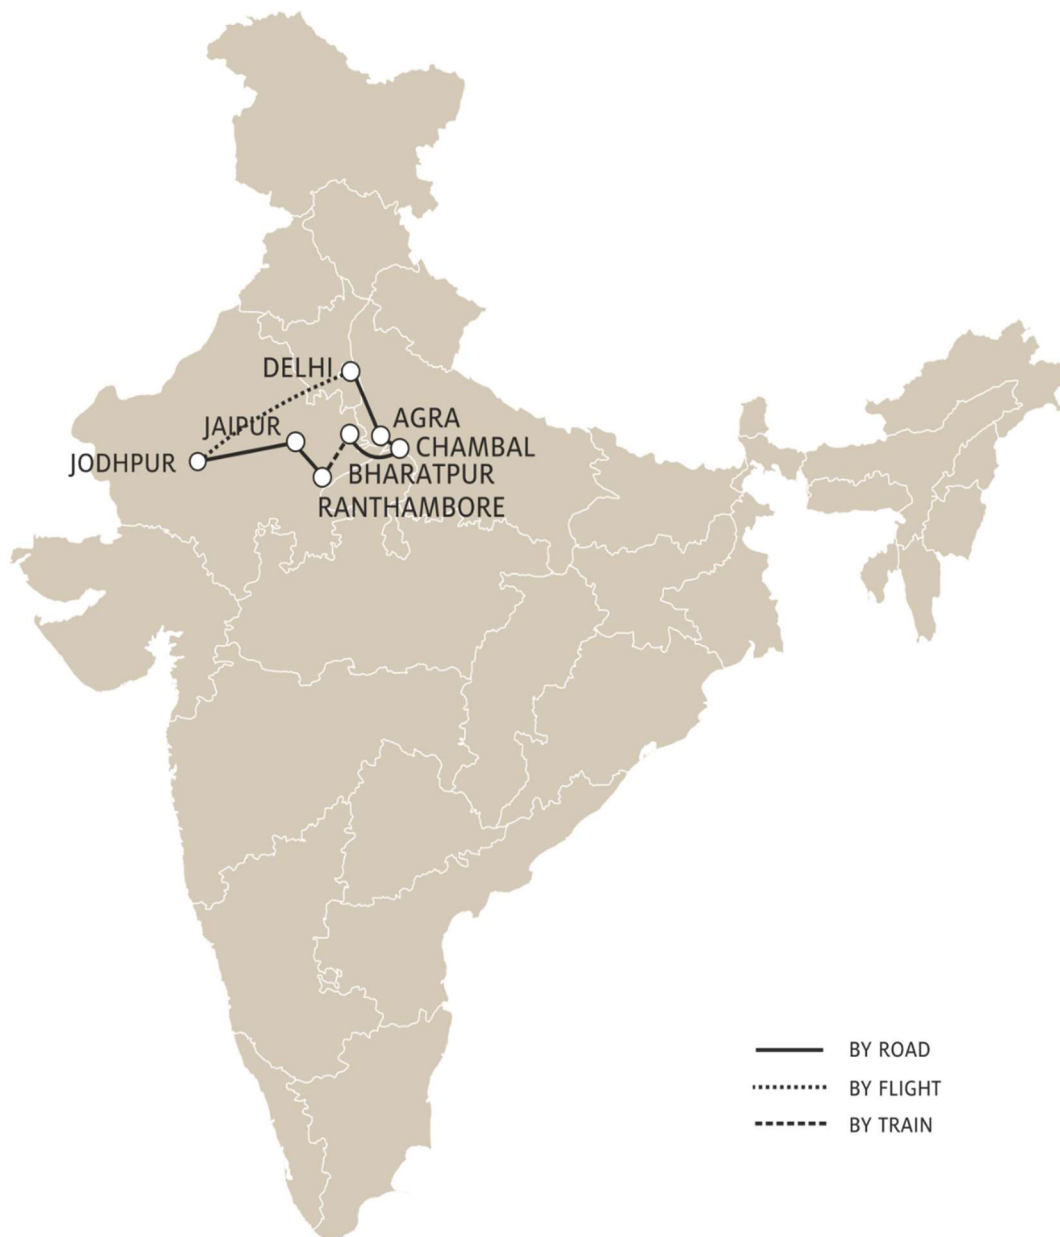 DELHI
AGRA
JAIPUR
CHAMBAL
JODHPUR
BHARATPUR
RANTHAMBORE
BY ROAD
BY FLIGHT
BY TRAIN